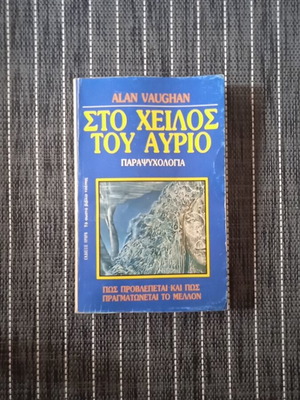 ALAN VAUGHAN
ΣΤΟ ΧΕΙΛΟΣ
ΤΟΥ ΑΥΡΙΟ
ΠΑΡΑΨΥΧΟΛΟΓΙΑ
ΠΩΣ ΠΡΟΒΛΕΠΕΤΑΙ ΚΑΙ ΠΩΣ
ΠΡΑΓΜΑΤΩΝΕΤΑΙ ΤΟ ΜΕΛΛΟΝ